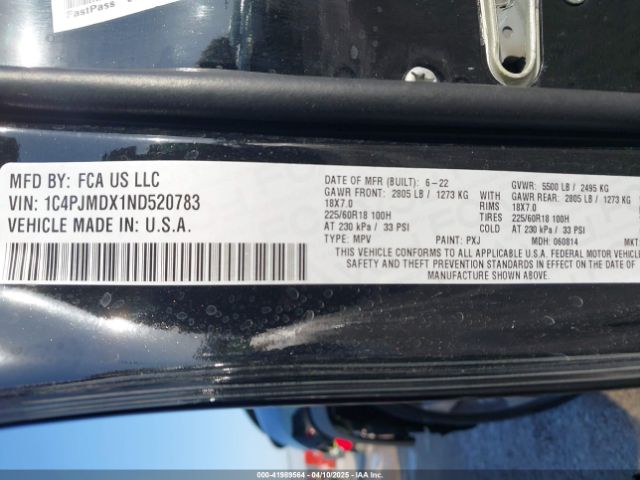 FastPass
MFD BY: FCA US LLC
VIN: 1C4PJMDX1ND520783
VEHICLE MADE IN: U.S.A.
DATE OF MFR (BUILT): 6-22 GVWR: 5500 LB / 2495 KG
GAWR FRONT: 2805 LB / 1273 KG WITH GAWR REAR: 2805 LB / 1273 KG
18X7.0 RIMS 18X7.0
225/60R18 100H TIRES 225/60R18 100H
AT 230 kPa / 33 PSI COLD AT 230 kPa / 33 PSI
TYPE: MPV PAINT: PXJ MDH: 060814 MKT
THIS VEHICLE CONFORMS TO ALL APPLICABLE U.S.A. FEDERAL MOTOR VEHICLE
SAFETY AND THEFT PREVENTION STANDARDS IN EFFECT ON THE DATE OF
MANUFACTURE SHOWN ABOVE.
000-41989564 04/10/2025 - DAMAGE